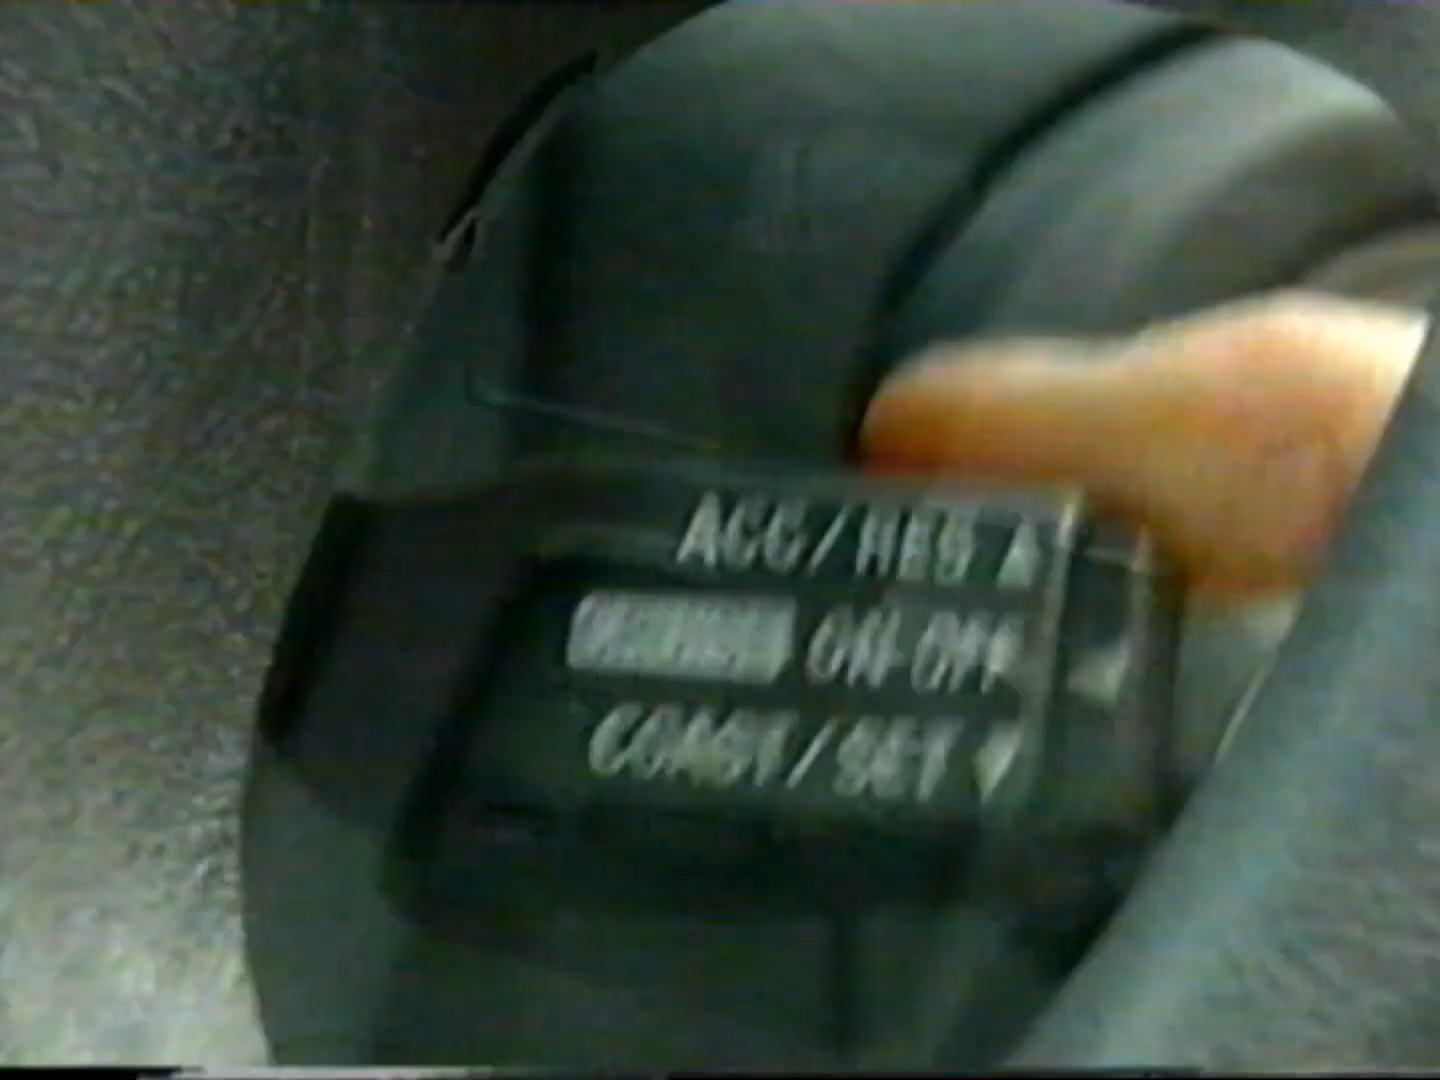 ACC/RES ▲
ON-OFF
COAST/SET ▼